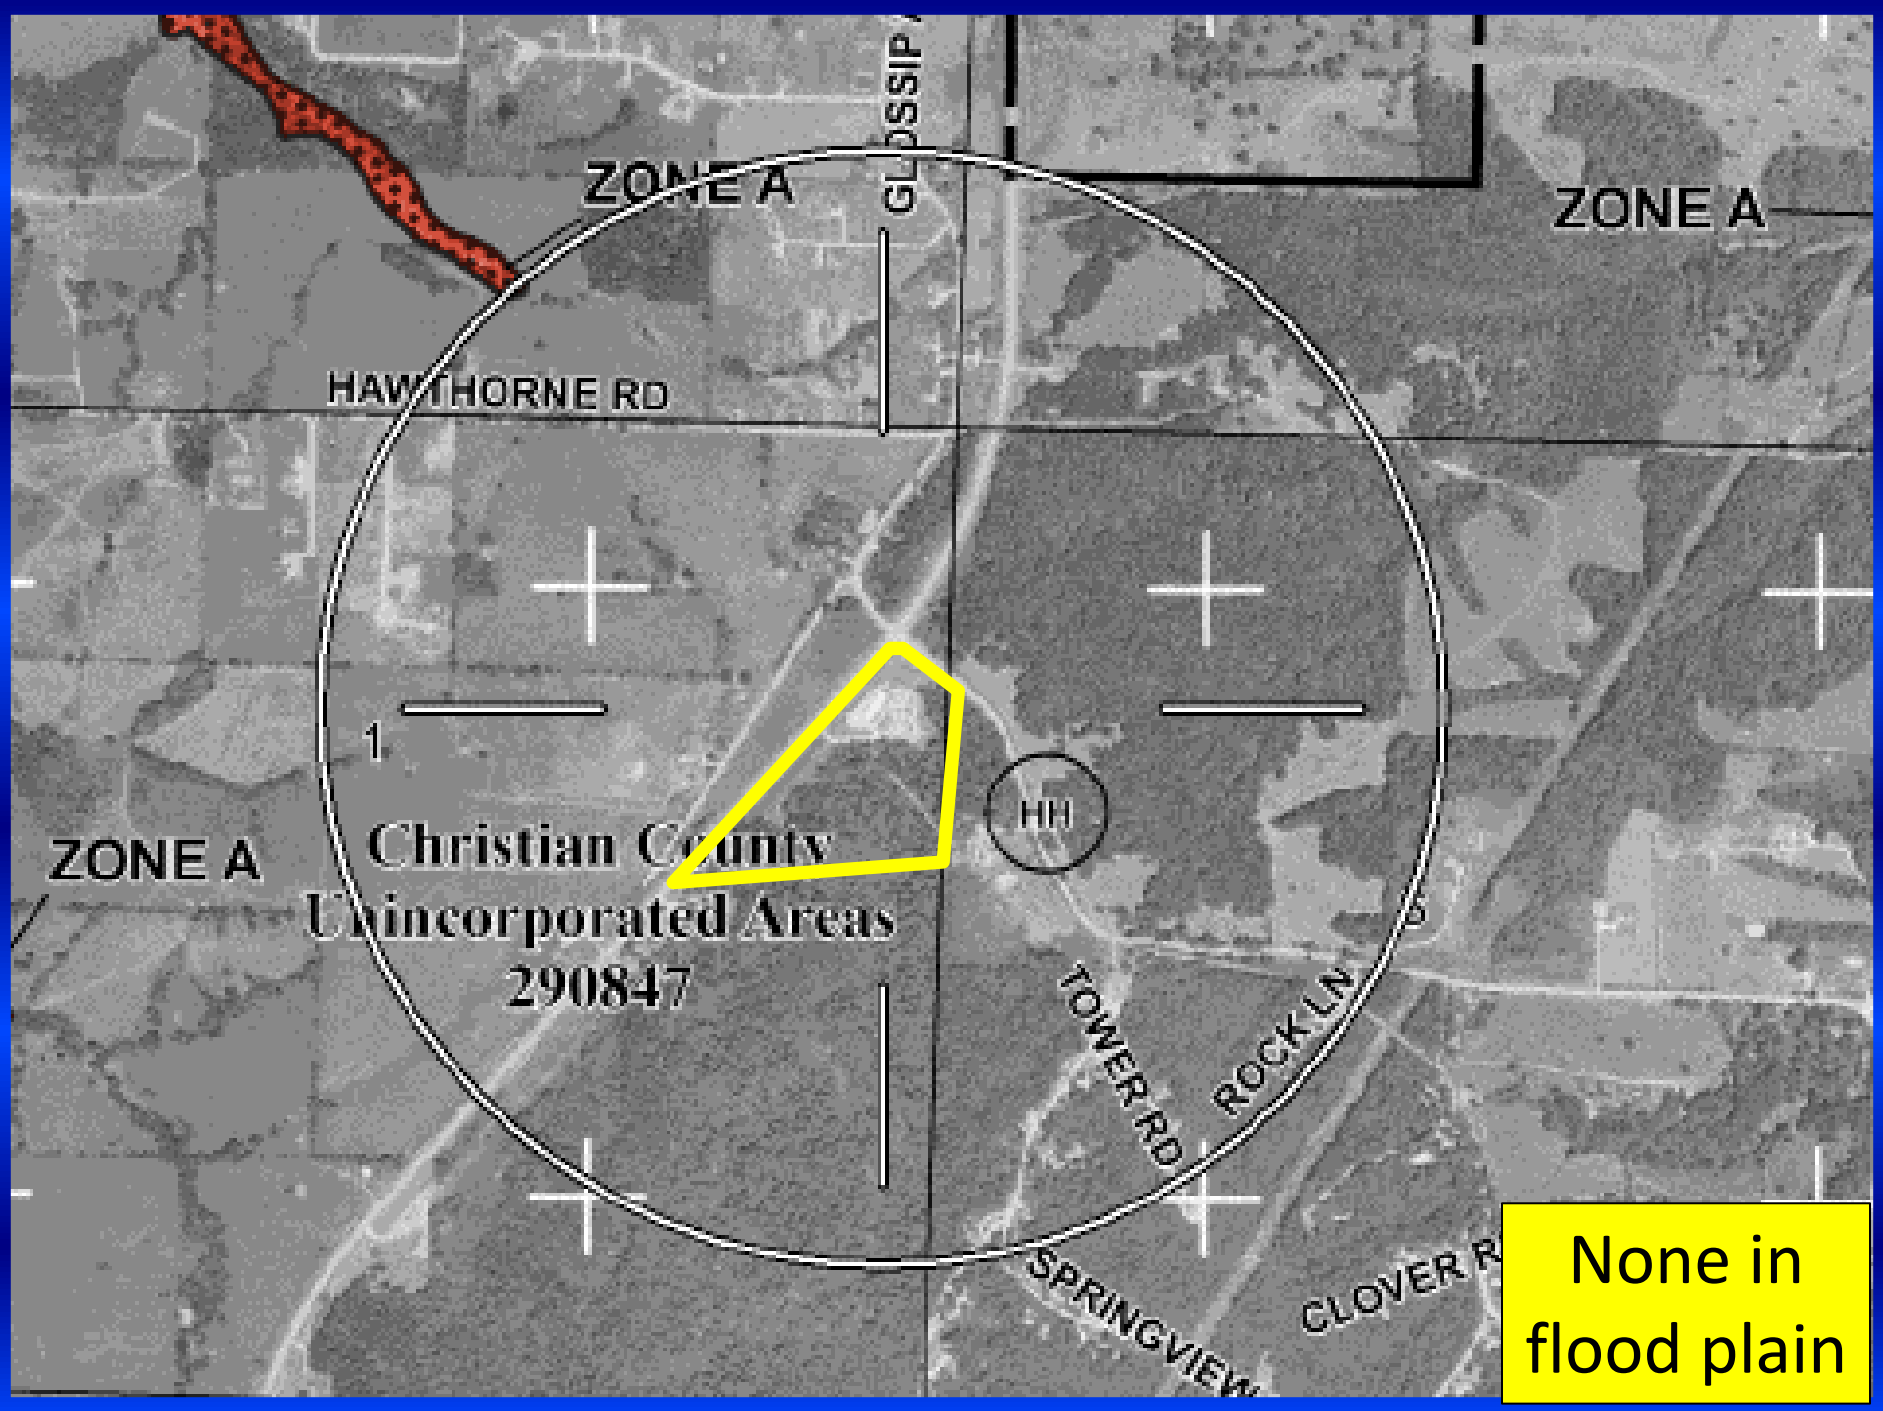 GLOSSIP
ZONE A
ZONE A
HAWTHORNE RD
1
HH
ZONE A
Christian County
Unincorporated Areas
290847
6
TOWER RD
ROCK LN
SPRINGVIEW
CLOVER
None in
flood plain